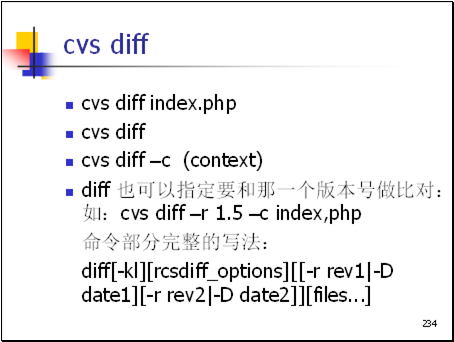 cvs diff
cvs diff index.php
cvs diff
cvs diff –c  (context)
diff 也可以指定要和那一个版本号做比对：
如：cvs diff –r 1.5 –c index,php
命令部分完整的写法：
diff[-kl][rcsdiff_options][[-r rev1|-D
date1][-r rev2|-D date2]][files...]
234